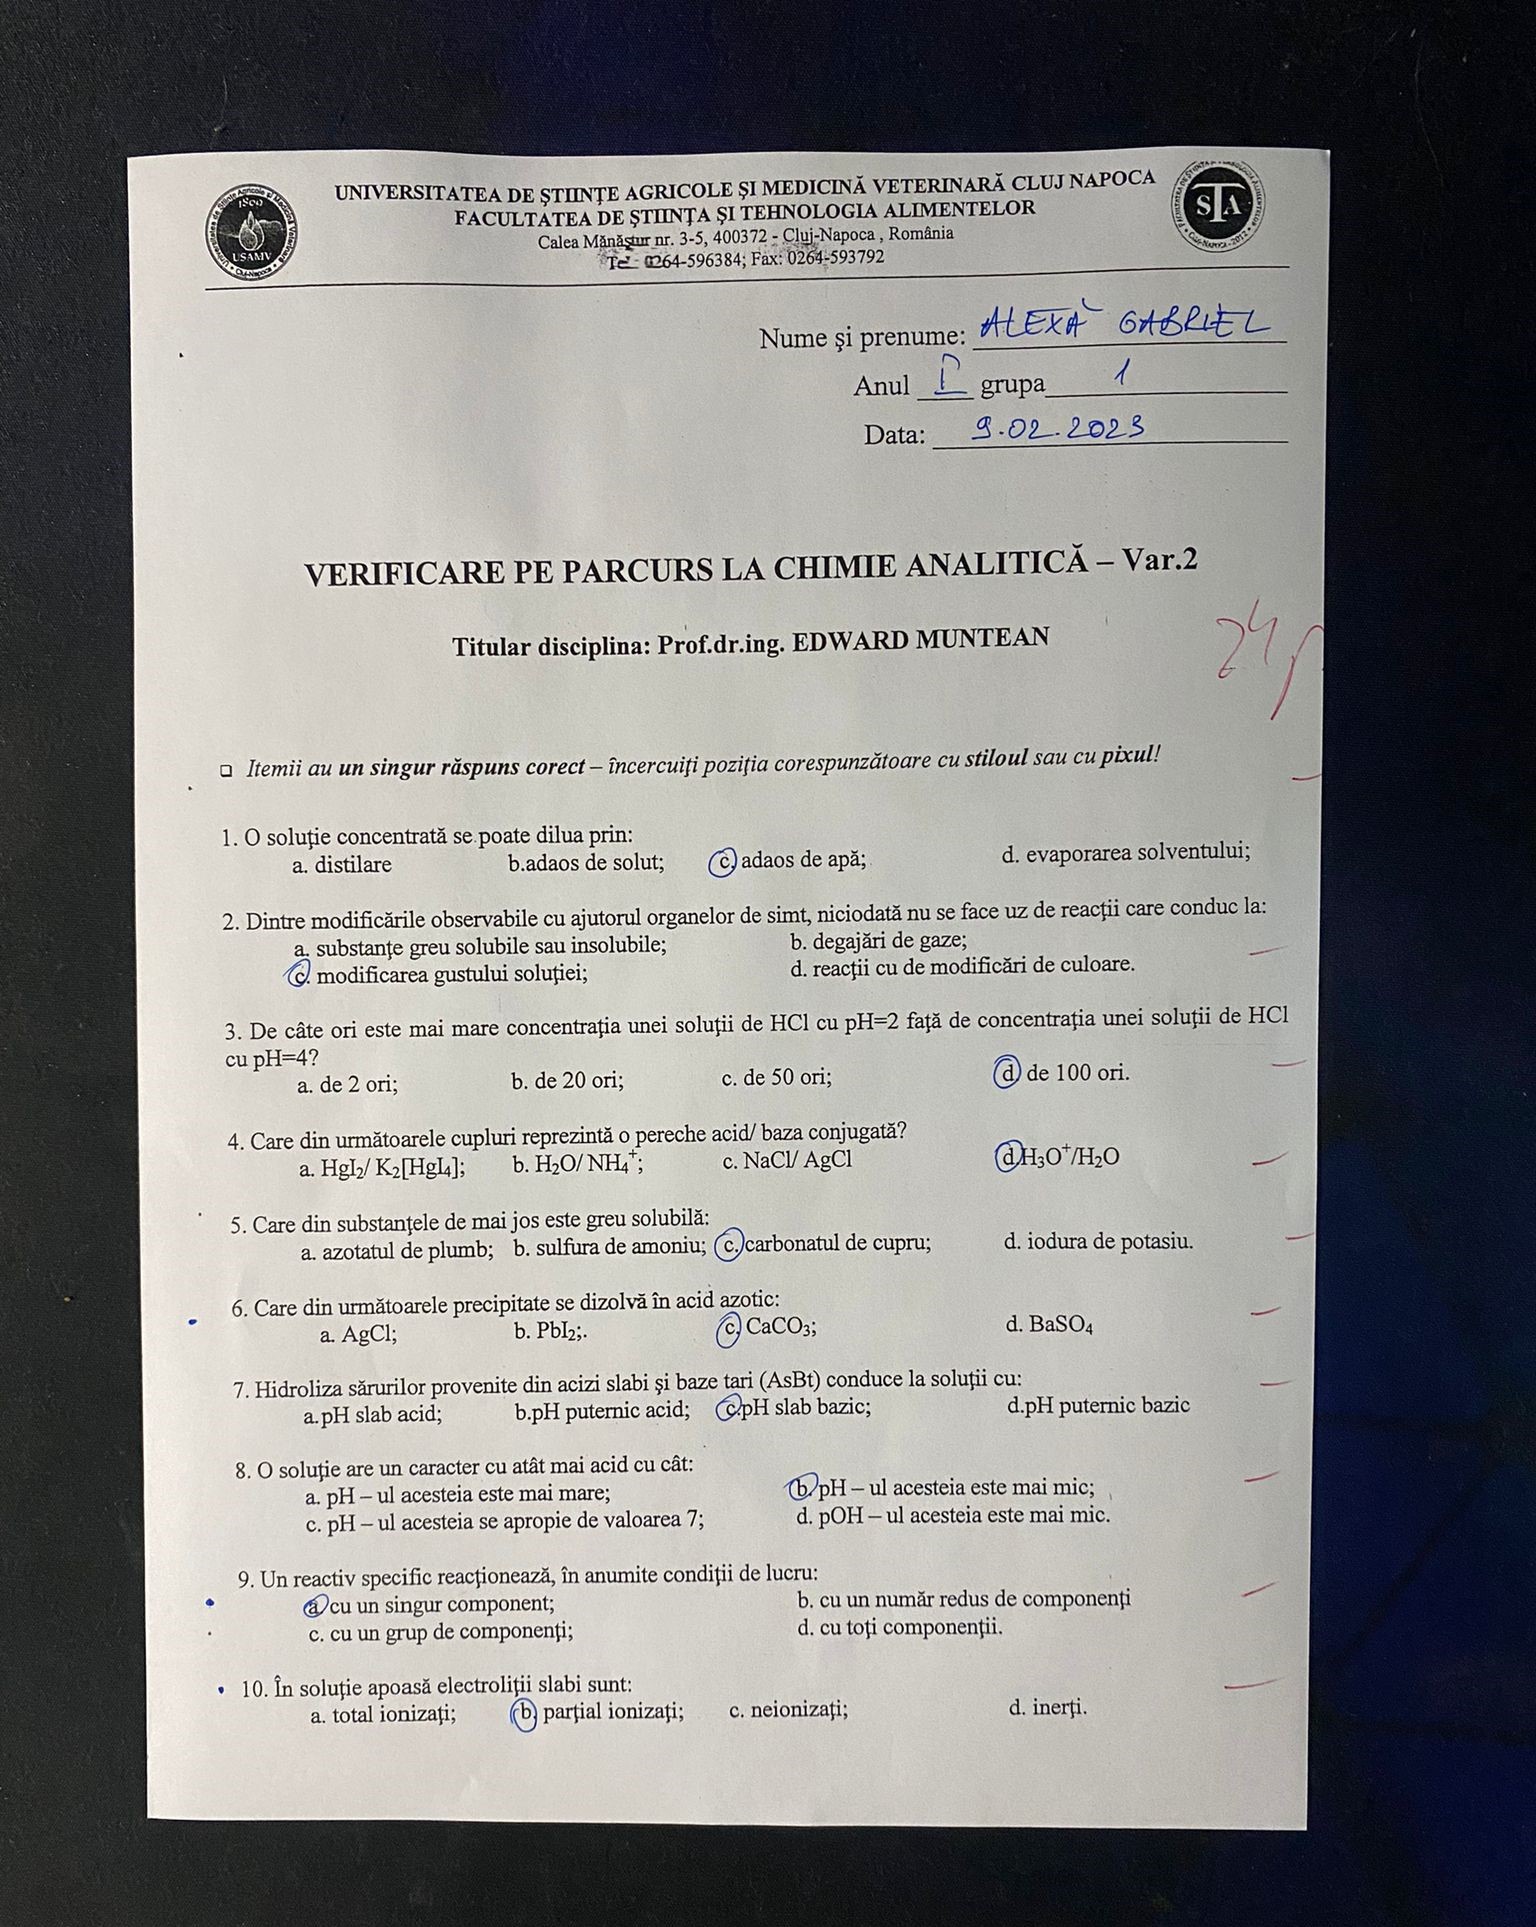 UNIVERSITATEA DE ŞTIINŢE AGRICOLE ŞI MEDICINĂ VETERINARĂ CLUJ NAPOCA
FACULTATEA DE ŞTIINŢA ŞI TEHNOLOGIA ALIMENTELOR
Calea Mănăştur nr. 3-5, 400372 - Cluj-Napoca , România
Tel: 0264-596384; Fax: 0264-593792
1869
USAMV
STA
Nume şi prenume: ALEXA GABRIEL
Anul I grupa 1
Data: 9.02.2023
VERIFICARE PE PARCURS LA CHIMIE ANALITICĂ – Var.2
Titular disciplina: Prof.dr.ing. EDWARD MUNTEAN
24p
Itemii au un singur răspuns corect – încercuiţi poziţia corespunzătoare cu stiloul sau cu pixul!
1. O soluţie concentrată se poate dilua prin:
a. distilare b.adaos de solut; c. adaos de apă; d. evaporarea solventului;
2. Dintre modificările observabile cu ajutorul organelor de simt, niciodată nu se face uz de reacţii care conduc la:
a. substanţe greu solubile sau insolubile; b. degajări de gaze;
c. modificarea gustului soluţiei; d. reacţii cu de modificări de culoare.
3. De câte ori este mai mare concentraţia unei soluţii de HCl cu pH=2 faţă de concentraţia unei soluţii de HCl
cu pH=4?
a. de 2 ori; b. de 20 ori; c. de 50 ori; d. de 100 ori.
4. Care din următoarele cupluri reprezintă o pereche acid/ baza conjugată?
a. HgI₂/ K₂[HgI₄]; b. H₂O/ NH₄⁺; c. NaCl/ AgCl d. H₃O⁺/H₂O
5. Care din substanţele de mai jos este greu solubilă:
a. azotatul de plumb; b. sulfura de amoniu; c. carbonatul de cupru; d. iodura de potasiu.
6. Care din următoarele precipitate se dizolvă în acid azotic:
a. AgCl; b. PbI₂;. c. CaCO₃; d. BaSO₄
7. Hidroliza sărurilor provenite din acizi slabi şi baze tari (AsBt) conduce la soluţii cu:
a.pH slab acid; b.pH puternic acid; c.pH slab bazic; d.pH puternic bazic
8. O soluţie are un caracter cu atât mai acid cu cât:
a. pH – ul acesteia este mai mare; b. pH – ul acesteia este mai mic;
c. pH – ul acesteia se apropie de valoarea 7; d. pOH – ul acesteia este mai mic.
9. Un reactiv specific reacţionează, în anumite condiţii de lucru:
a. cu un singur component; b. cu un număr redus de componenţi
c. cu un grup de componenţi; d. cu toţi componenţii.
10. În soluţie apoasă electroliţii slabi sunt:
a. total ionizaţi; b. parţial ionizaţi; c. neionizaţi; d. inerţi.